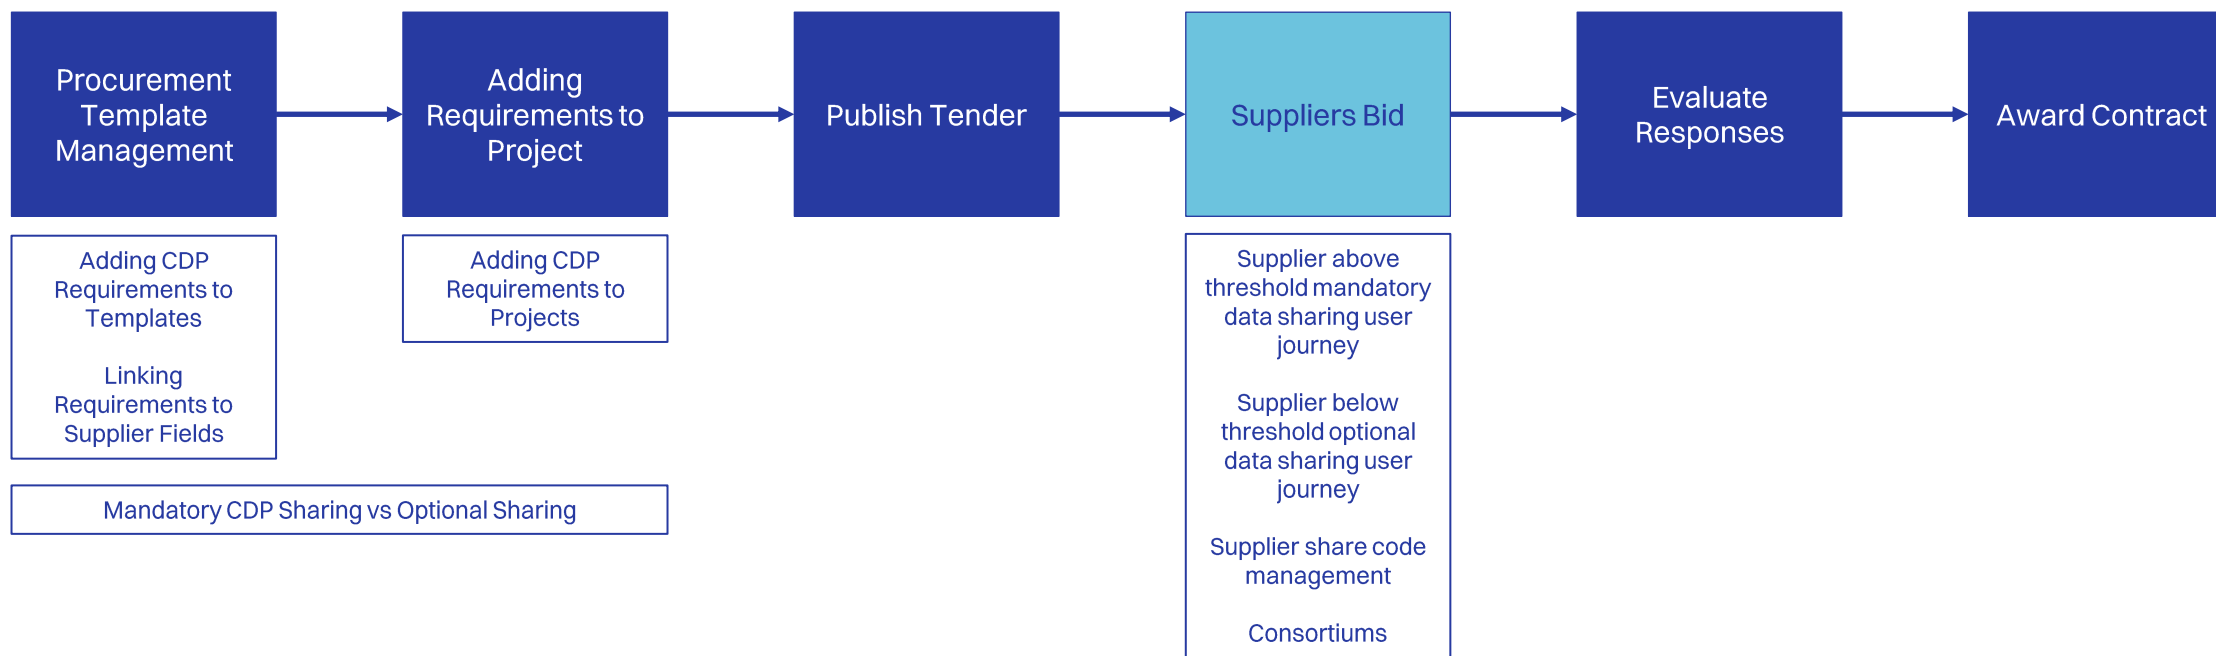 Procurement
Template
Management
Adding
Requirements to
Project
Publish Tender
Suppliers Bid
Evaluate
Responses
Award Contract
Adding CDP
Requirements to
Templates
Linking
Requirements to
Supplier Fields
Adding CDP
Requirements to
Projects
Mandatory CDP Sharing vs Optional Sharing
Supplier above
threshold mandatory
data sharing user
journey
Supplier below
threshold optional
data sharing user
journey
Supplier share code
management
Consortiums